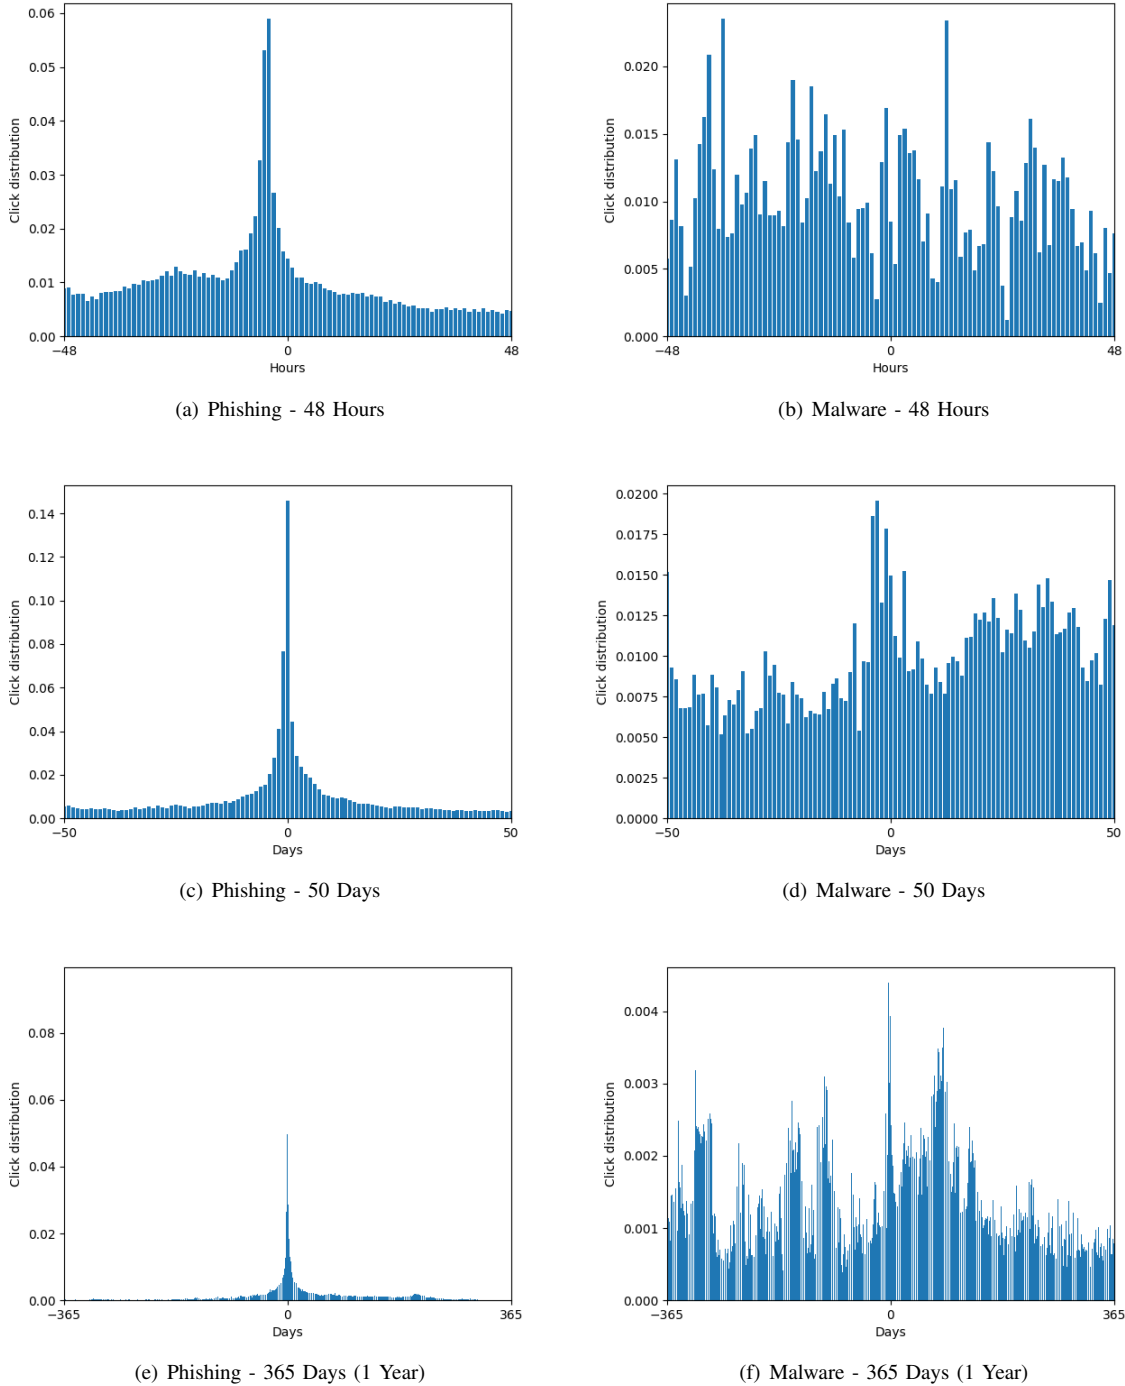 0.06
0.05
0.04
0.03
0.02
0.01
0.00
Click distribution
−48 0 48
Hours
(a) Phishing - 48 Hours
0.020
0.015
0.010
0.005
0.000
Click distribution
−48 0 48
Hours
(b) Malware - 48 Hours
0.14
0.12
0.10
0.08
0.06
0.04
0.02
0.00
Click distribution
−50 0 50
Days
(c) Phishing - 50 Days
0.0200
0.0175
0.0150
0.0125
0.0100
0.0075
0.0050
0.0025
0.0000
Click distribution
−50 0 50
Days
(d) Malware - 50 Days
0.08
0.06
0.04
0.02
0.00
Click distribution
−365 0 365
Days
(e) Phishing - 365 Days (1 Year)
0.004
0.003
0.002
0.001
0.000
Click distribution
−365 0 365
Days
(f) Malware - 365 Days (1 Year)